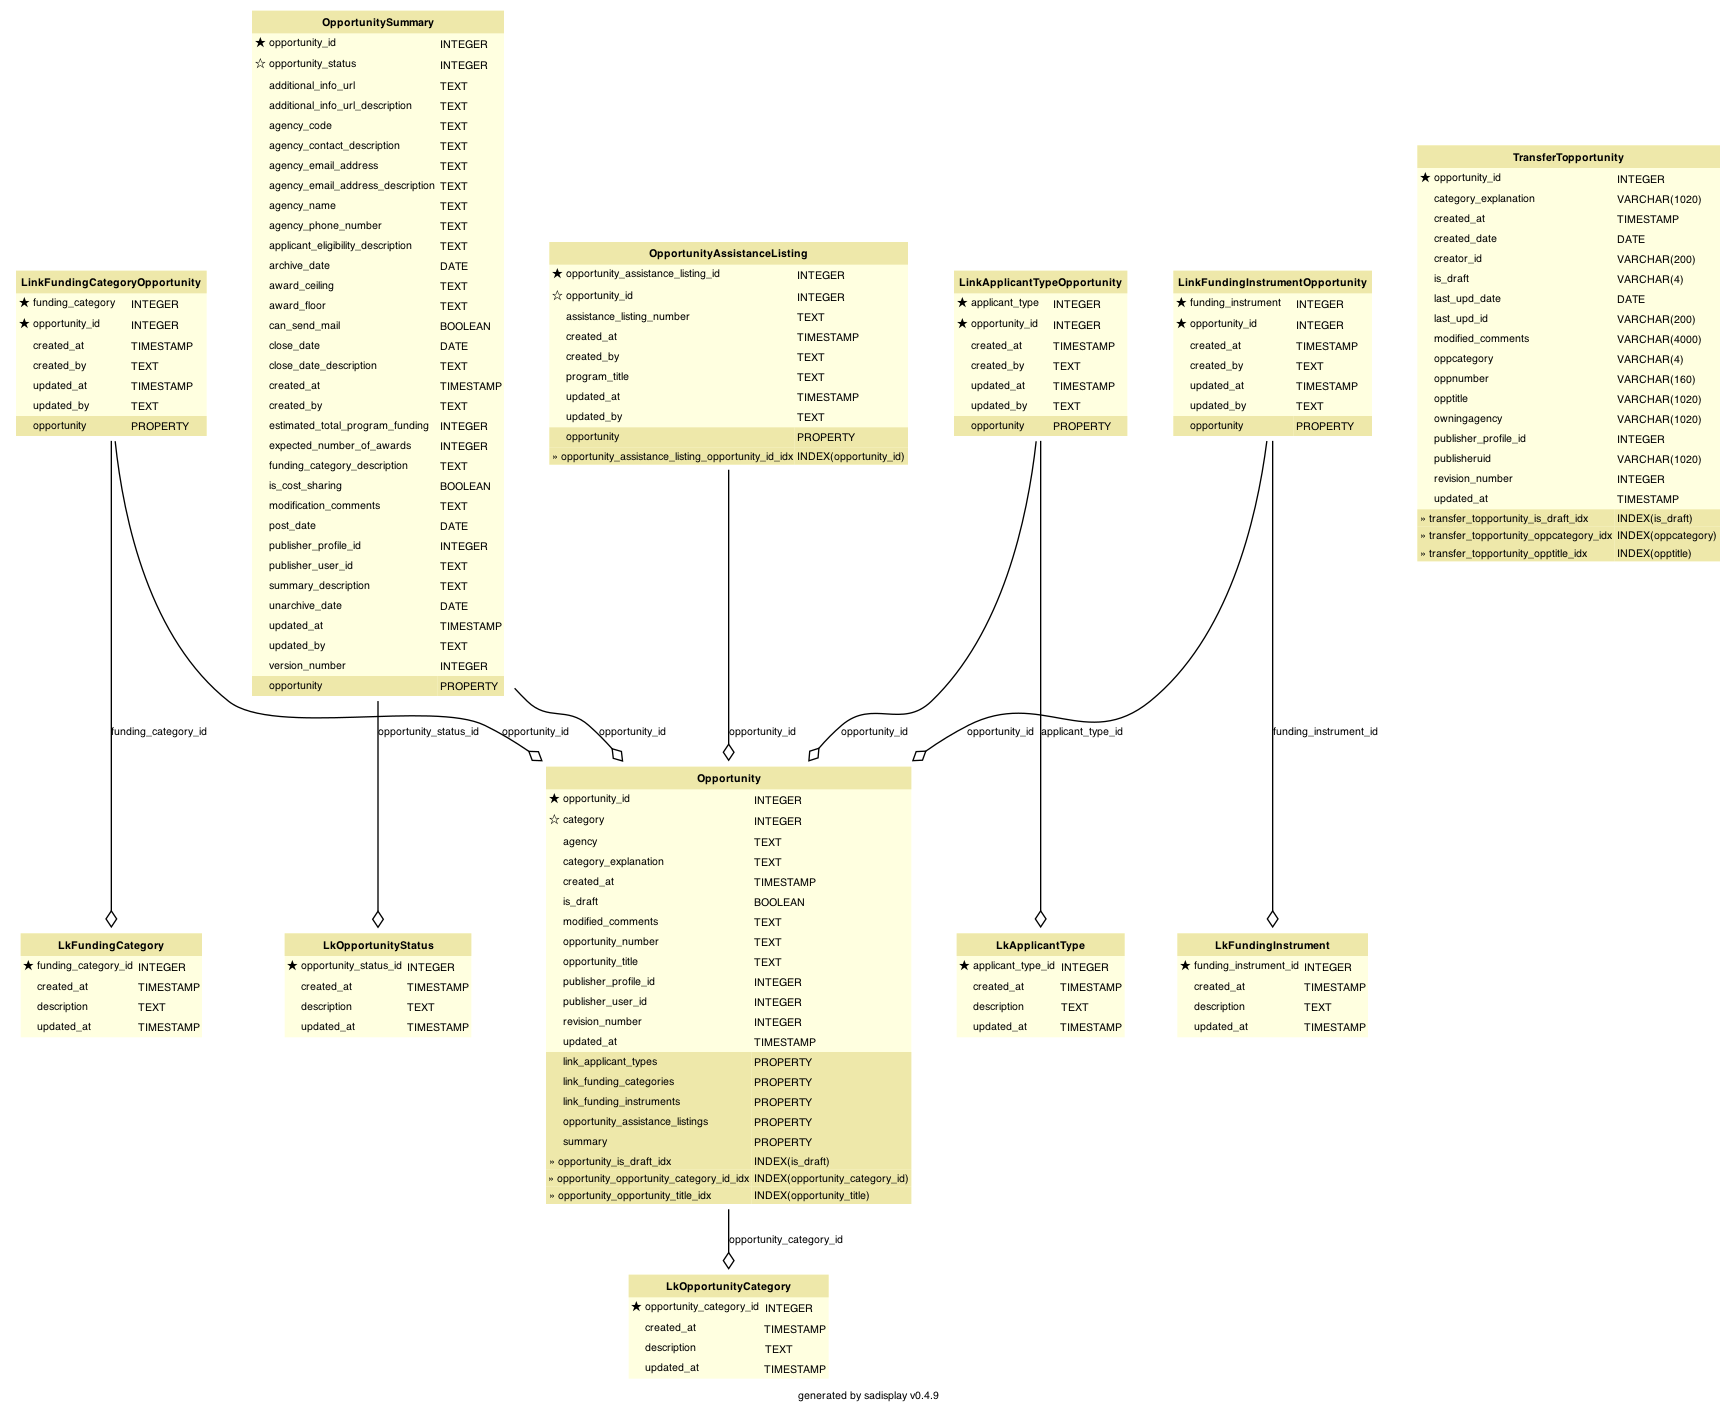 OpportunitySummary
★ opportunity_id INTEGER
☆ opportunity_status INTEGER
additional_info_url TEXT
additional_info_url_description TEXT
agency_code TEXT
agency_contact_description TEXT
agency_email_address TEXT
agency_email_address_description TEXT
agency_name TEXT
agency_phone_number TEXT
applicant_eligibility_description TEXT
archive_date DATE
award_ceiling TEXT
award_floor TEXT
can_send_mail BOOLEAN
close_date DATE
close_date_description TEXT
created_at TIMESTAMP
created_by TEXT
estimated_total_program_funding INTEGER
expected_number_of_awards INTEGER
funding_category_description TEXT
is_cost_sharing BOOLEAN
modification_comments TEXT
post_date DATE
publisher_profile_id INTEGER
publisher_user_id TEXT
summary_description TEXT
unarchive_date DATE
updated_at TIMESTAMP
updated_by TEXT
version_number INTEGER
opportunity PROPERTY
TransferTopportunity
★ opportunity_id INTEGER
category_explanation VARCHAR(1020)
created_at TIMESTAMP
created_date DATE
creator_id VARCHAR(200)
is_draft VARCHAR(4)
last_upd_date DATE
last_upd_id VARCHAR(200)
modified_comments VARCHAR(4000)
oppcategory VARCHAR(4)
oppnumber VARCHAR(160)
opptitle VARCHAR(1020)
owningagency VARCHAR(1020)
publisher_profile_id INTEGER
publisheruid VARCHAR(1020)
revision_number INTEGER
updated_at TIMESTAMP
» transfer_topportunity_is_draft_idx INDEX(is_draft)
» transfer_topportunity_oppcategory_idx INDEX(oppcategory)
» transfer_topportunity_opptitle_idx INDEX(opptitle)
OpportunityAssistanceListing
★ opportunity_assistance_listing_id INTEGER
☆ opportunity_id INTEGER
assistance_listing_number TEXT
created_at TIMESTAMP
created_by TEXT
program_title TEXT
updated_at TIMESTAMP
updated_by TEXT
opportunity PROPERTY
» opportunity_assistance_listing_opportunity_id_idx INDEX(opportunity_id)
LinkFundingCategoryOpportunity
★ funding_category INTEGER
★ opportunity_id INTEGER
created_at TIMESTAMP
created_by TEXT
updated_at TIMESTAMP
updated_by TEXT
opportunity PROPERTY
LinkApplicantTypeOpportunity
★ applicant_type INTEGER
★ opportunity_id INTEGER
created_at TIMESTAMP
created_by TEXT
updated_at TIMESTAMP
updated_by TEXT
opportunity PROPERTY
LinkFundingInstrumentOpportunity
★ funding_instrument INTEGER
★ opportunity_id INTEGER
created_at TIMESTAMP
created_by TEXT
updated_at TIMESTAMP
updated_by TEXT
opportunity PROPERTY
funding_category_id
opportunity_status_id
opportunity_id
opportunity_id
opportunity_id
opportunity_id
opportunity_id
applicant_type_id
funding_instrument_id
Opportunity
★ opportunity_id INTEGER
☆ category INTEGER
agency TEXT
category_explanation TEXT
created_at TIMESTAMP
is_draft BOOLEAN
modified_comments TEXT
opportunity_number TEXT
opportunity_title TEXT
publisher_profile_id INTEGER
publisher_user_id INTEGER
revision_number INTEGER
updated_at TIMESTAMP
link_applicant_types PROPERTY
link_funding_categories PROPERTY
link_funding_instruments PROPERTY
opportunity_assistance_listings PROPERTY
summary PROPERTY
» opportunity_is_draft_idx INDEX(is_draft)
» opportunity_opportunity_category_id_idx INDEX(opportunity_category_id)
» opportunity_opportunity_title_idx INDEX(opportunity_title)
LkFundingCategory
★ funding_category_id INTEGER
created_at TIMESTAMP
description TEXT
updated_at TIMESTAMP
LkOpportunityStatus
★ opportunity_status_id INTEGER
created_at TIMESTAMP
description TEXT
updated_at TIMESTAMP
LkApplicantType
★ applicant_type_id INTEGER
created_at TIMESTAMP
description TEXT
updated_at TIMESTAMP
LkFundingInstrument
★ funding_instrument_id INTEGER
created_at TIMESTAMP
description TEXT
updated_at TIMESTAMP
opportunity_category_id
LkOpportunityCategory
★ opportunity_category_id INTEGER
created_at TIMESTAMP
description TEXT
updated_at TIMESTAMP
generated by sadisplay v0.4.9